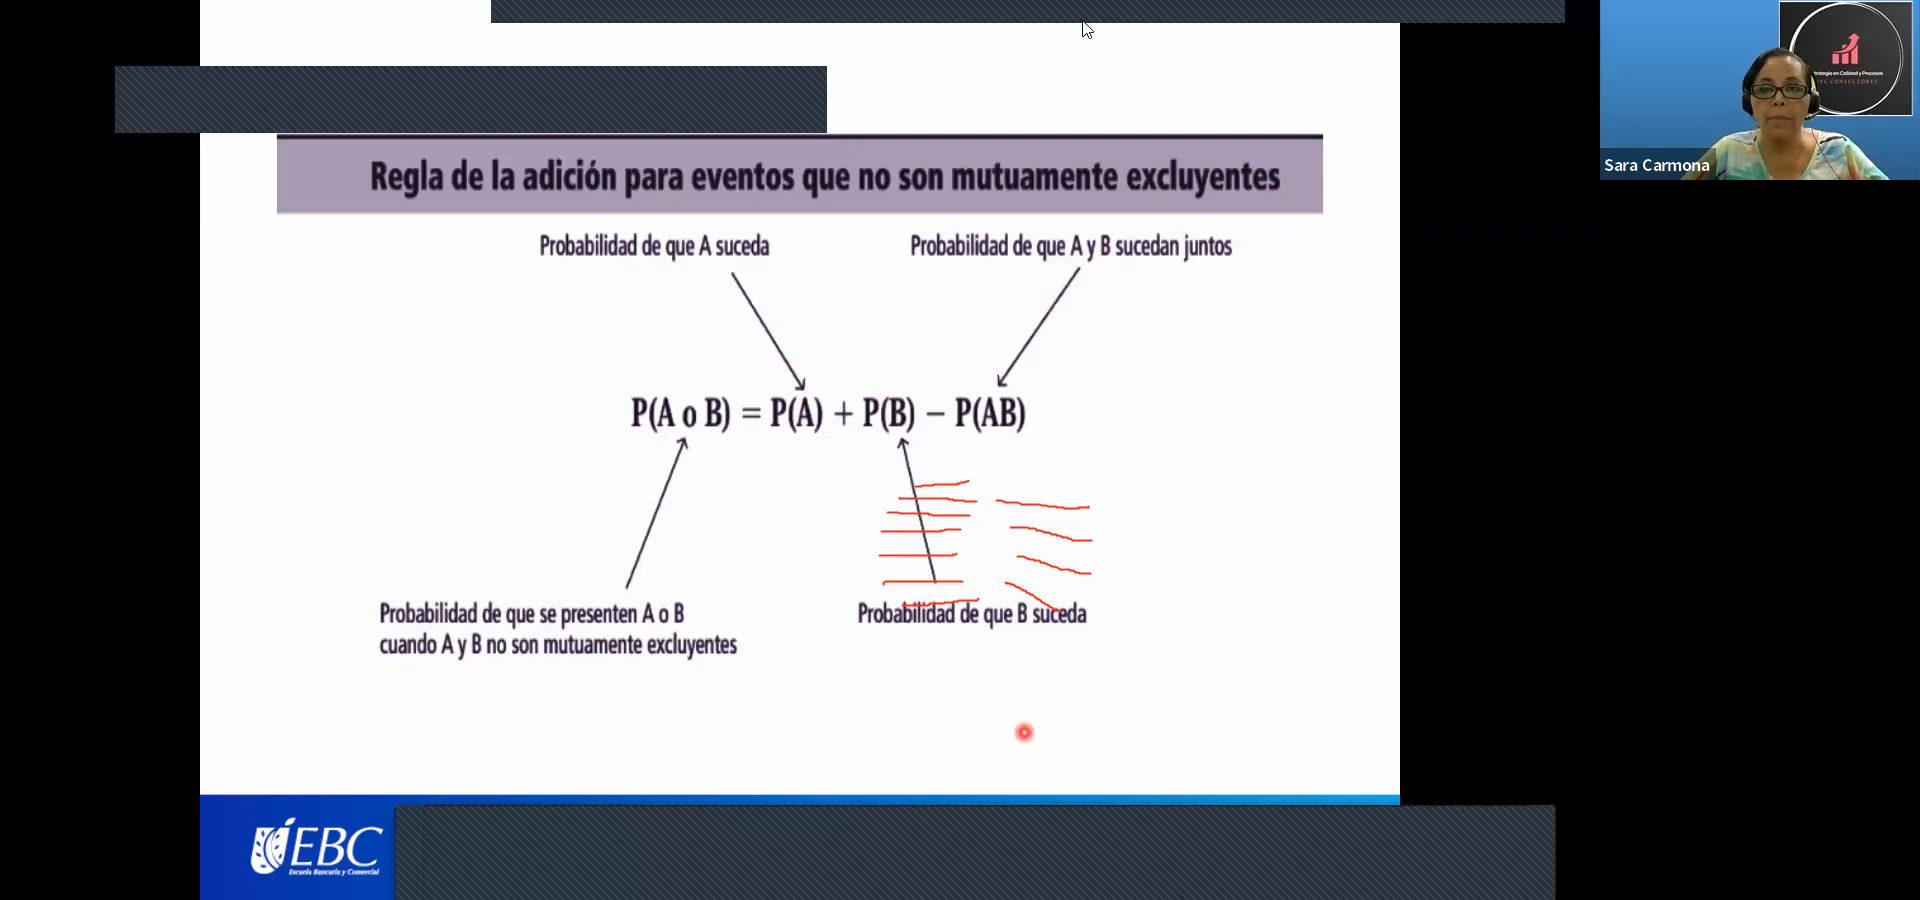 Regla de la adición para eventos que no son mutuamente excluyentes
Probabilidad de que A suceda
Probabilidad de que A y B sucedan juntos
P(A o B) = P(A) + P(B) − P(AB)
Probabilidad de que se presenten A o B
cuando A y B no son mutuamente excluyentes
Probabilidad de que B suceda
EBC
Escuela Bancaria y Comercial
Sara Carmona